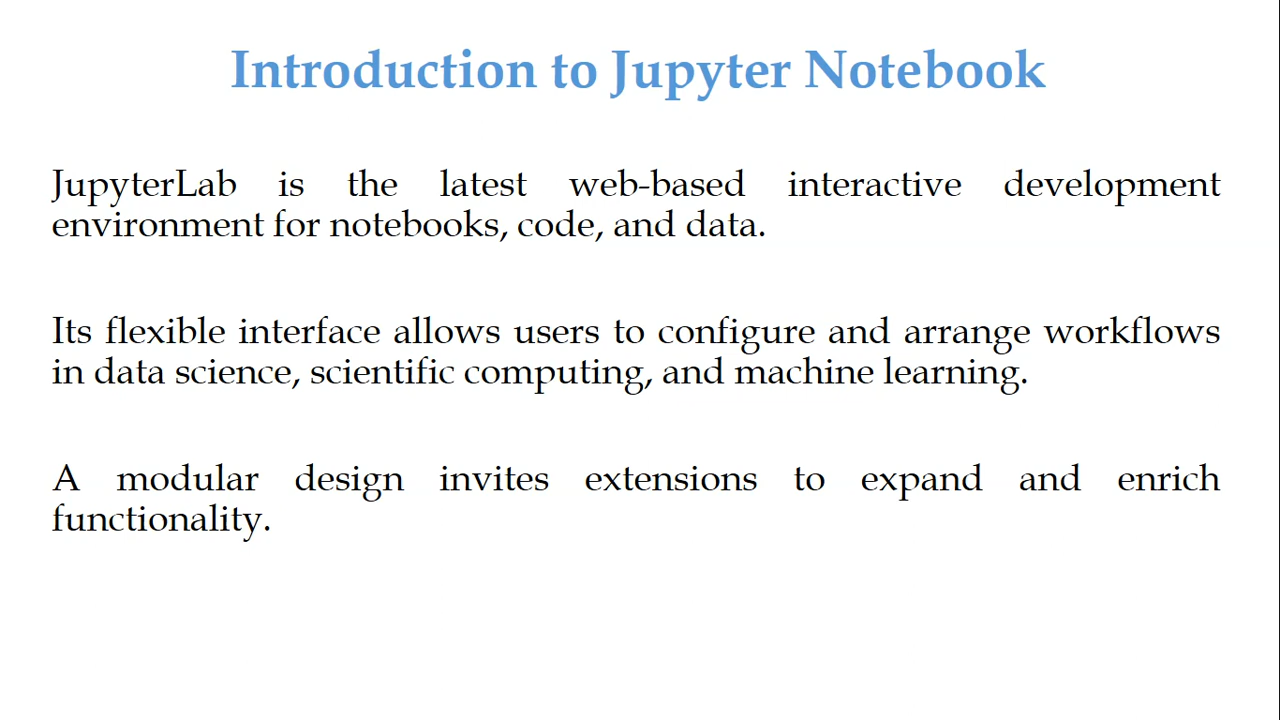 Introduction to Jupyter Notebook
JupyterLab is the latest web-based interactive development
environment for notebooks, code, and data.
Its flexible interface allows users to configure and arrange workflows
in data science, scientific computing, and machine learning.
A modular design invites extensions to expand and enrich
functionality.